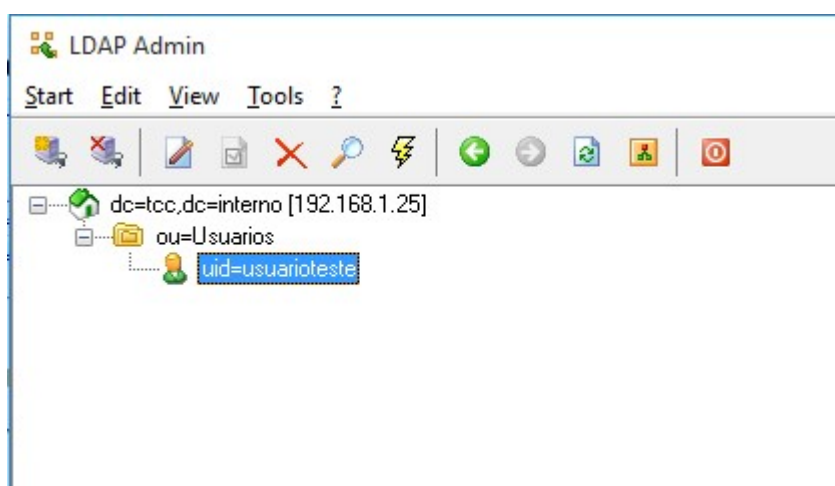 LDAP Admin
Start Edit View Tools ?
dc=tcc,dc=interno [192.168.1.25]
ou=Usuarios
uid=usuarioteste